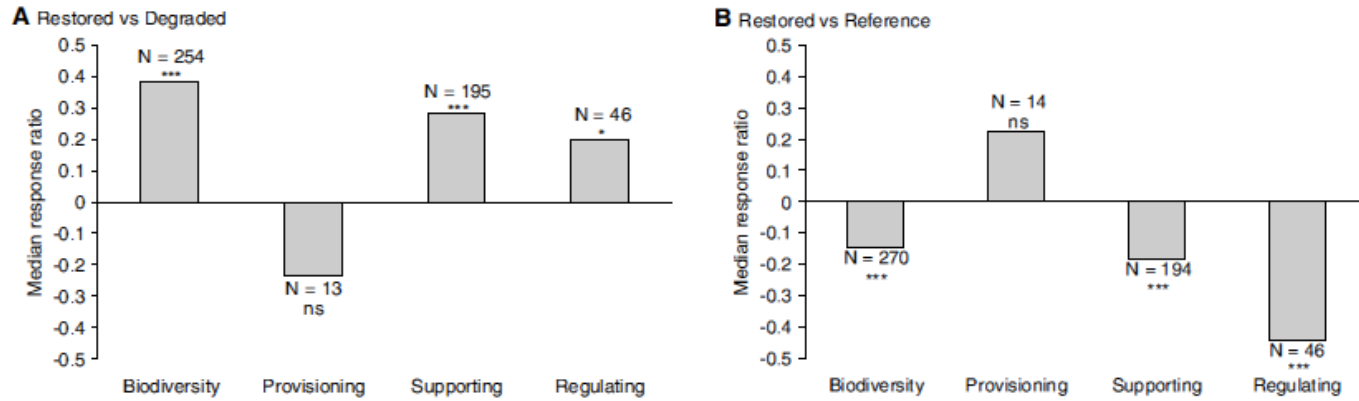 A Restored vs Degraded
Median response ratio
0.5
0.4
0.3
0.2
0.1
0
-0.1
-0.2
-0.3
-0.4
-0.5
N = 254
***
N = 13
ns
N = 195
***
N = 46
*
Biodiversity Provisioning Supporting Regulating
B Restored vs Reference
Median response ratio
0.5
0.4
0.3
0.2
0.1
0
-0.1
-0.2
-0.3
-0.4
-0.5
N = 270
***
N = 14
ns
N = 194
***
N = 46
***
Biodiversity Provisioning Supporting Regulating